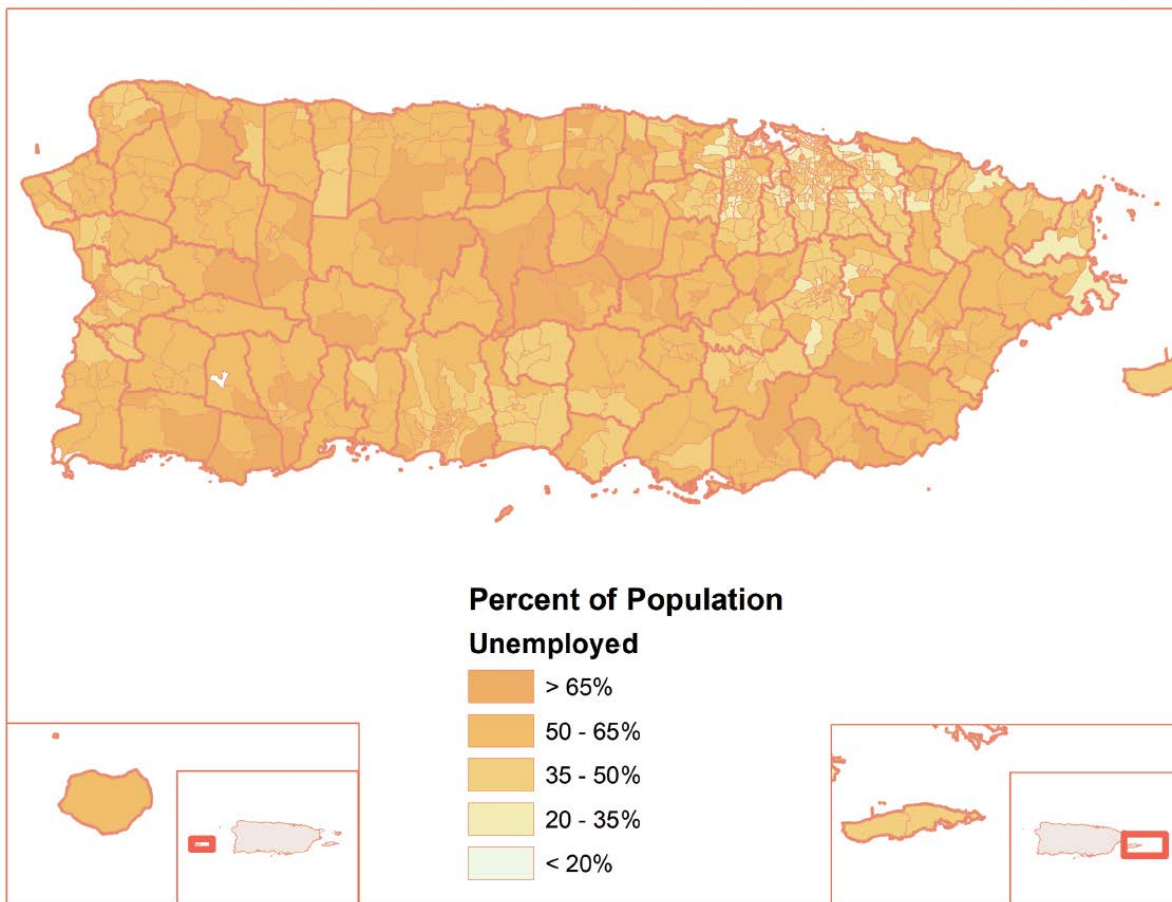 Percent of Population
Unemployed
> 65%
50 - 65%
35 - 50%
20 - 35%
< 20%